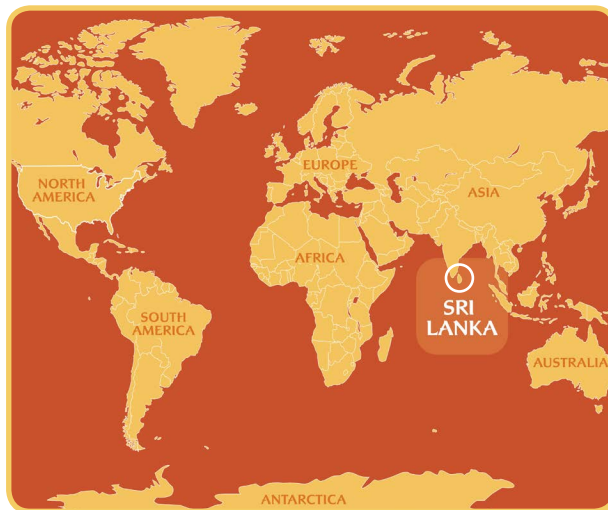 EUROPE
NORTH
AMERICA
ASIA
AFRICA
SRI
LANKA
SOUTH
AMERICA
AUSTRALIA
ANTARCTICA